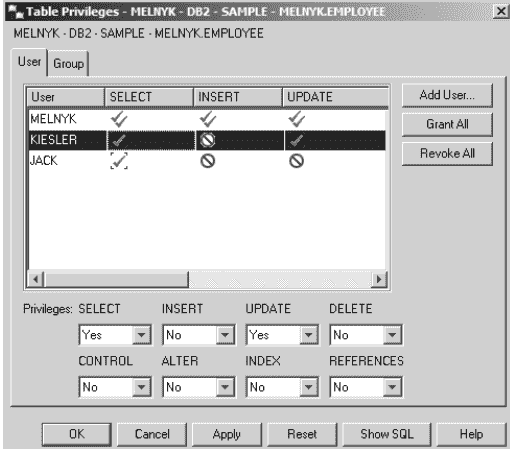 Table Privileges - MELNYK - DB2 - SAMPLE - MELNYK.EMPLOYEE
MELNYK - DB2 - SAMPLE - MELNYK.EMPLOYEE
User Group
User SELECT INSERT UPDATE
MELNYK
KIESLER
JACK
Add User...
Grant All
Revoke All
Privileges: SELECT INSERT UPDATE DELETE
Yes No Yes No
CONTROL ALTER INDEX REFERENCES
No No No No
OK Cancel Apply Reset Show SQL Help